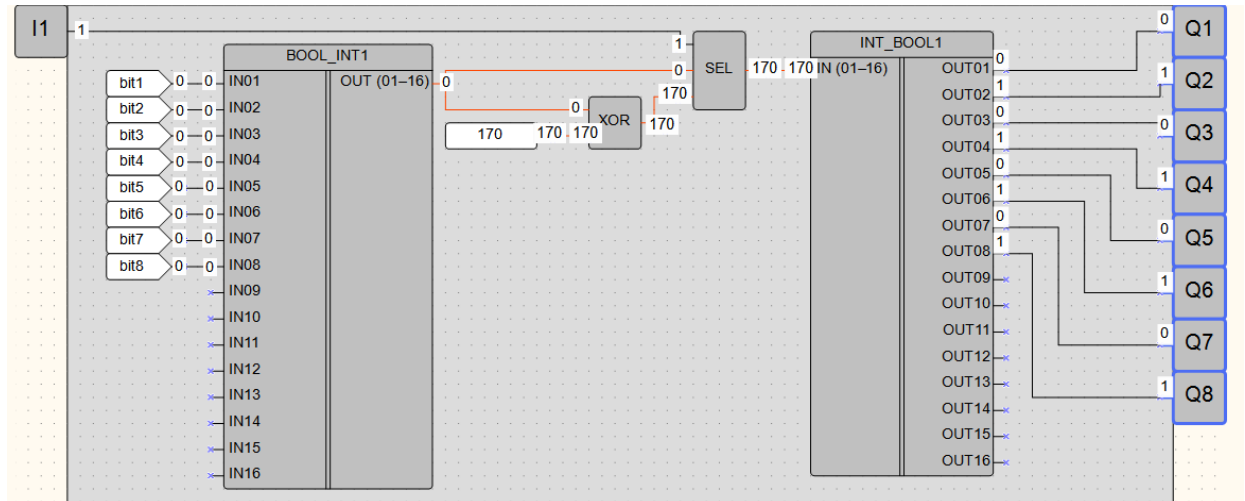 I1
1
BOOL_INT1
bit1 0 0 IN01 OUT (01–16) 0
bit2 0 0 IN02
bit3 0 0 IN03
bit4 0 0 IN04
bit5 0 0 IN05
bit6 0 0 IN06
bit7 0 0 IN07
bit8 0 0 IN08
IN09
IN10
IN11
IN12
IN13
IN14
IN15
IN16
0
170 170 170
XOR
170
1
0
170
SEL
170 170
INT_BOOL1
IN (01–16)
OUT01 0
OUT02 1
OUT03 0
OUT04 1
OUT05 0
OUT06 1
OUT07 0
OUT08 1
OUT09
OUT10
OUT11
OUT12
OUT13
OUT14
OUT15
OUT16
0 Q1
1 Q2
0 Q3
1 Q4
0 Q5
1 Q6
0 Q7
1 Q8